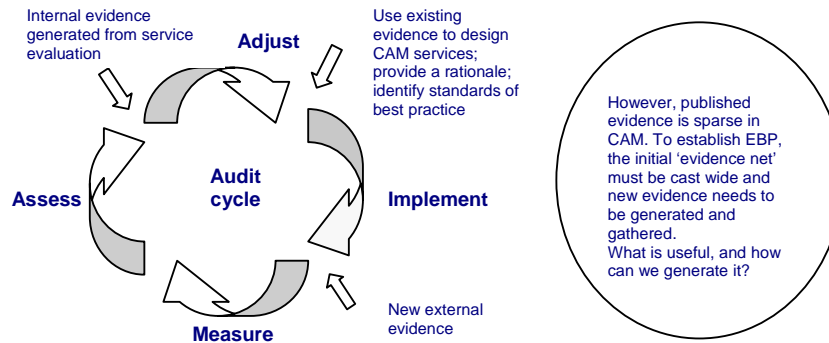 Internal evidence
generated from service
evaluation
Adjust
Use existing
evidence to design
CAM services;
provide a rationale;
identify standards of
best practice
Assess
Audit
cycle
Implement
Measure
New external
evidence
However, published
evidence is sparse in
CAM. To establish EBP,
the initial ‘evidence net’
must be cast wide and
new evidence needs to
be generated and
gathered.
What is useful, and how
can we generate it?